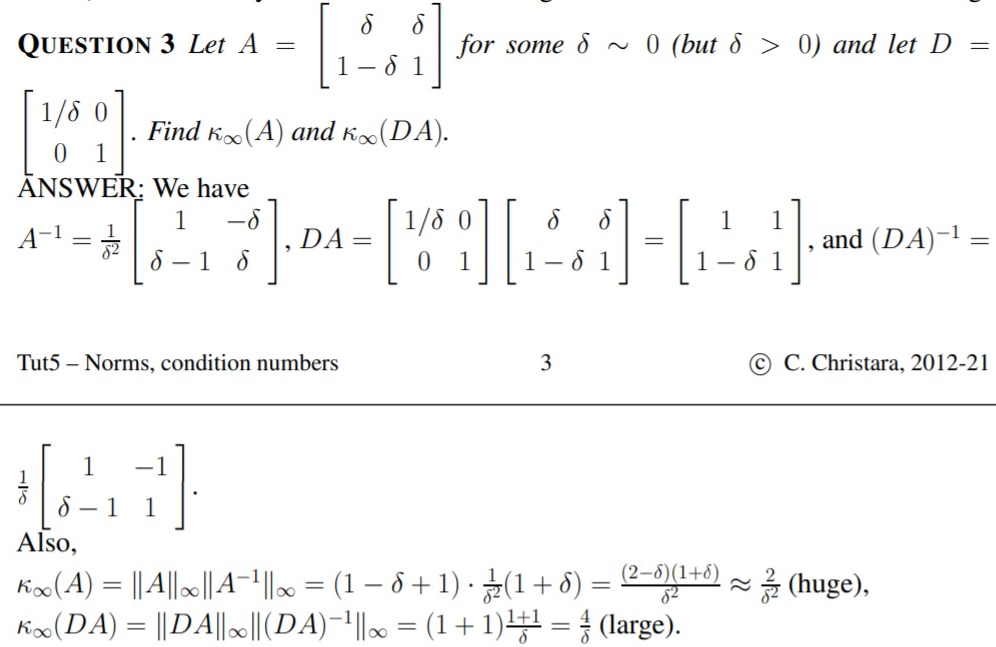 QUESTION 3 Let A = [ δ δ ; 1 − δ 1 ] for some δ ∼ 0 (but δ > 0) and let D =
[ 1/δ 0 ; 0 1 ]. Find κ∞(A) and κ∞(DA).
ANSWER: We have
A⁻¹ = 1/δ² [ 1 −δ ; δ − 1 δ ], DA = [ 1/δ 0 ; 0 1 ] [ δ δ ; 1 − δ 1 ] = [ 1 1 ; 1 − δ 1 ], and (DA)⁻¹ =
Tut5 – Norms, condition numbers 3 © C. Christara, 2012-21
1/δ [ 1 −1 ; δ − 1 1 ].
Also,
κ∞(A) = ||A||∞||A⁻¹||∞ = (1 − δ + 1) · 1/δ² (1 + δ) = (2−δ)(1+δ)/δ² ≈ 2/δ² (huge),
κ∞(DA) = ||DA||∞||(DA)⁻¹||∞ = (1 + 1) 1+1/δ = 4/δ (large).